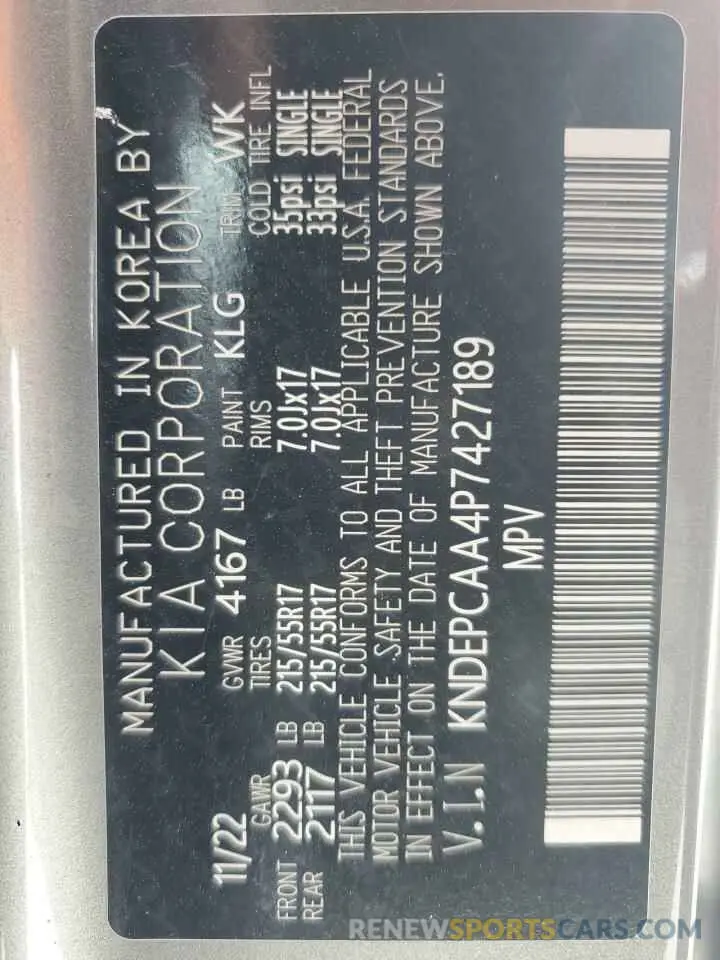 MANUFACTURED IN KOREA BY
KIA CORPORATION
11/22 GVWR 4167 LB PAINT KLG TRIM WK
GAWR TIRES RIMS COLD TIRE INFL
FRONT 2293 LB 215/55R17 7.0Jx17 35psi SINGLE
REAR 2117 LB 215/55R17 7.0Jx17 33psi SINGLE
THIS VEHICLE CONFORMS TO ALL APPLICABLE U.S.A. FEDERAL
MOTOR VEHICLE SAFETY AND THEFT PREVENTION STANDARDS
IN EFFECT ON THE DATE OF MANUFACTURE SHOWN ABOVE.
V.I.N KNDEPCAA4P7427189
MPV
RENEWSPORTSCARS.COM